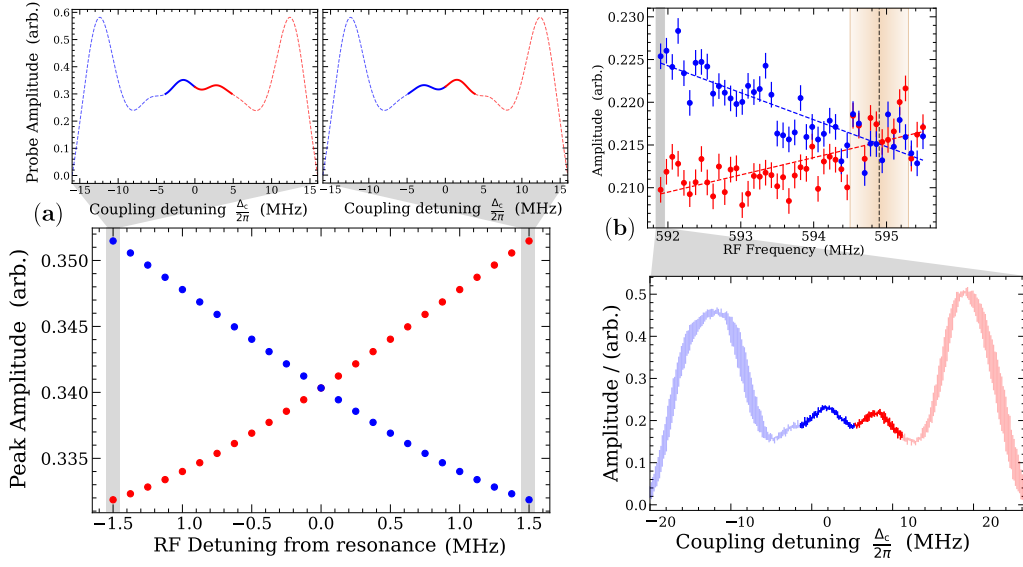 0.6
0.5
0.4
0.3
0.2
0.1
0.0
Probe Amplitude (arb.)
−15 −10 −5 0 5 10 15
−15 −10 −5 0 5 10 15
Coupling detuning Δc/2π (MHz)
Coupling detuning Δc/2π (MHz)
(a)
0.350
0.345
0.340
0.335
Peak Amplitude (arb.)
−1.5 1.0 −0.5 0.0 0.5 1.0 1.5
RF Detuning from resonance (MHz)
0.230
0.225
0.220
0.215
0.210
Amplitude (arb.)
592 593 594 595
RF Frequency (MHz)
(b)
0.5
0.4
0.3
0.2
0.1
0.0
Amplitude / (arb.)
−20 −10 0 10 20
Coupling detuning Δc/2π (MHz)